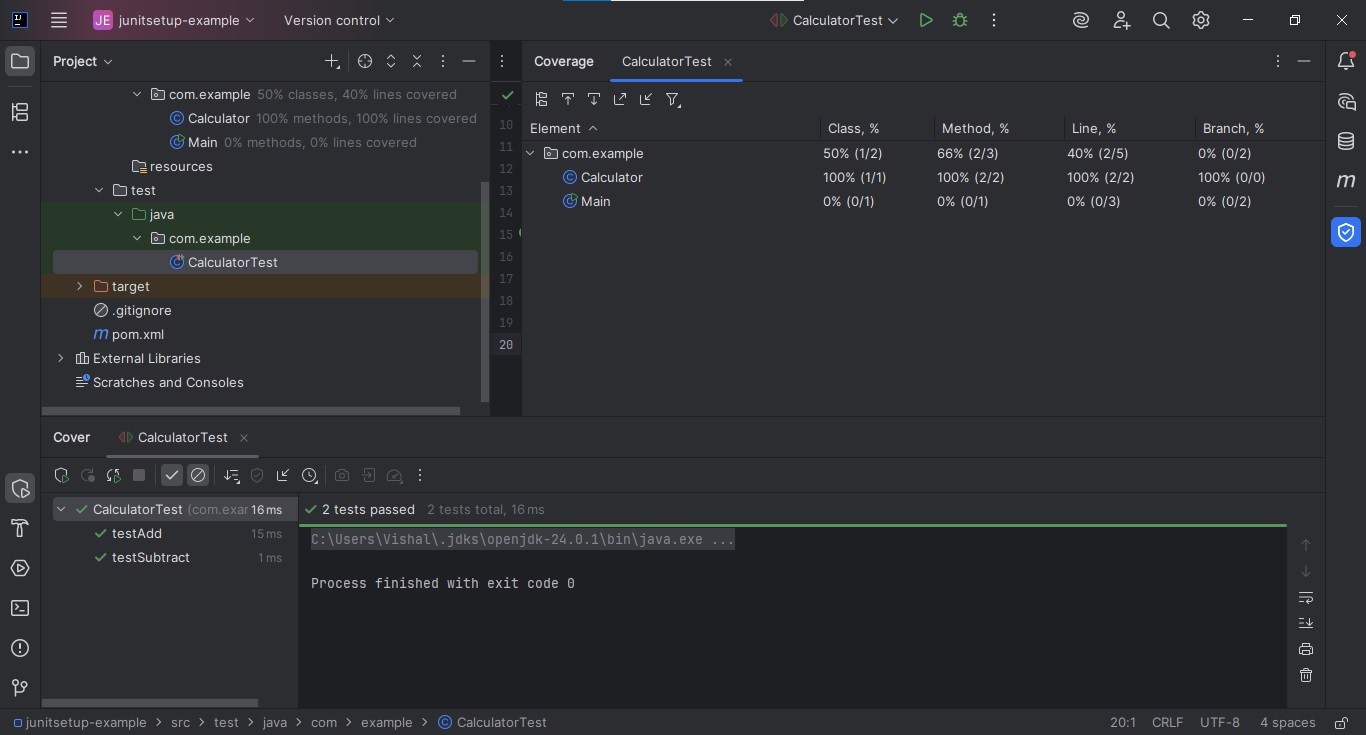 JE junitsetup-example Version control CalculatorTest
Project
com.example 50% classes, 40% lines covered
Calculator 100% methods, 100% lines covered
Main 0% methods, 0% lines covered
resources
test
java
com.example
CalculatorTest
target
.gitignore
m pom.xml
External Libraries
Scratches and Consoles
10
11
12
13
14
15
16
17
18
19
20
Coverage CalculatorTest
Element Class, % Method, % Line, % Branch, %
com.example 50% (1/2) 66% (2/3) 40% (2/5) 0% (0/2)
Calculator 100% (1/1) 100% (2/2) 100% (2/2) 100% (0/0)
Main 0% (0/1) 0% (0/1) 0% (0/3) 0% (0/2)
m
Cover CalculatorTest
CalculatorTest (com.exar 16 ms
testAdd 15 ms
testSubtract 1 ms
2 tests passed 2 tests total, 16 ms
C:\Users\Vishal\.jdks\openjdk-24.0.1\bin\java.exe ...
Process finished with exit code 0
junitsetup-example > src > test > java > com > example > CalculatorTest 20:1 CRLF UTF-8 4 spaces